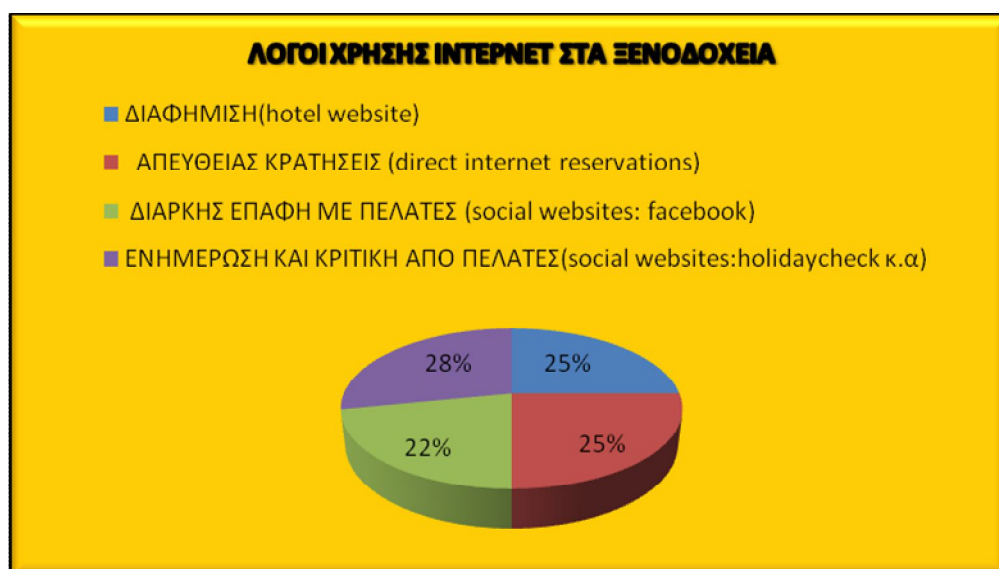 ΛΟΓΟΙ ΧΡΗΣΗΣ INTERNET ΣΤΑ ΞΕΝΟΔΟΧΕΙΑ
ΔΙΑΦΗΜΙΣΗ(hotel website)
ΑΠΕΥΘΕΙΑΣ ΚΡΑΤΗΣΕΙΣ (direct internet reservations)
ΔΙΑΡΚΗΣ ΕΠΑΦΗ ΜΕ ΠΕΛΑΤΕΣ (social websites: facebook)
ΕΝΗΜΕΡΩΣΗ ΚΑΙ ΚΡΙΤΙΚΗ ΑΠΟ ΠΕΛΑΤΕΣ(social websites:holidaycheck κ.α)
28% 25%
22% 25%